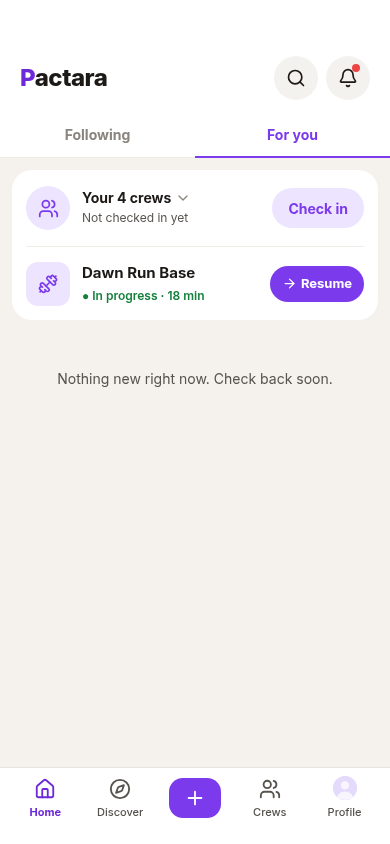 Pactara
Following
For you
Your 4 crews
Not checked in yet
Check in
Dawn Run Base
• In progress · 18 min
Resume
Nothing new right now. Check back soon.
Home
Discover
Crews
Profile